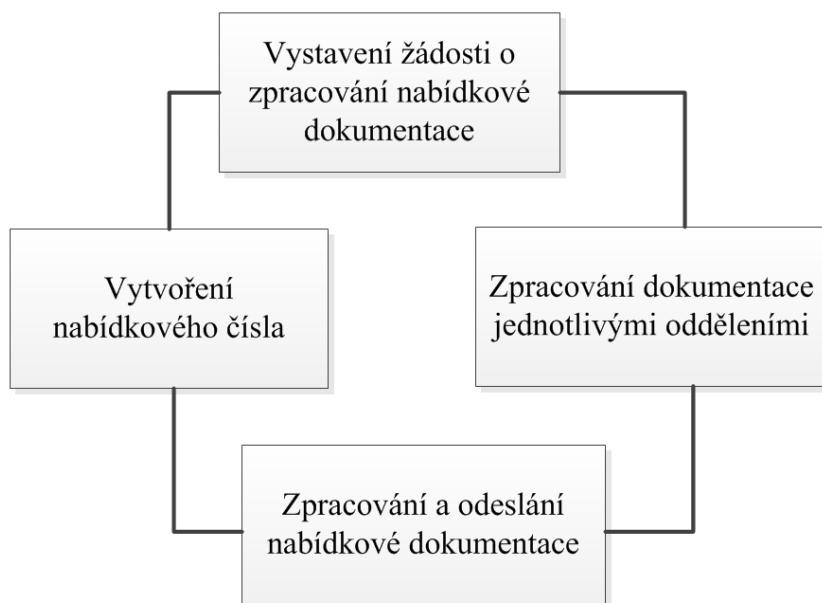 Vystavení žádosti o
zpracování nabídkové
dokumentace
Vytvoření
nabídkového čísla
Zpracování dokumentace
jednotlivými odděleními
Zpracování a odeslání
nabídkové dokumentace